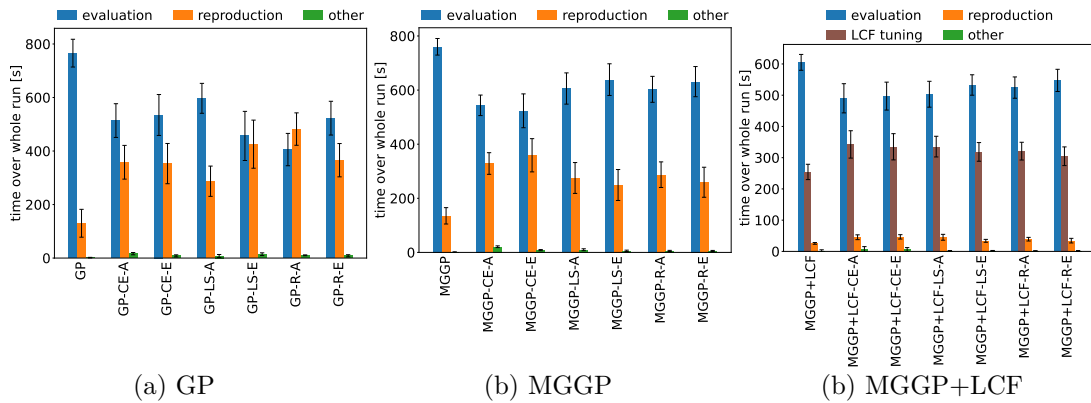 evaluation reproduction other
time over whole run [s]
800
600
400
200
0
GP
GP-CE-A
GP-CE-E
GP-LS-A
GP-LS-E
GP-R-A
GP-R-E
(a) GP
evaluation reproduction other
time over whole run [s]
800
600
400
200
0
MGGP
MGGP-CE-A
MGGP-CE-E
MGGP-LS-A
MGGP-LS-E
MGGP-R-A
MGGP-R-E
(b) MGGP
evaluation reproduction
LCF tuning other
time over whole run [s]
600
500
400
300
200
100
0
MGGP+LCF
MGGP+LCF-CE-A
MGGP+LCF-CE-E
MGGP+LCF-LS-A
MGGP+LCF-LS-E
MGGP+LCF-R-A
MGGP+LCF-R-E
(b) MGGP+LCF